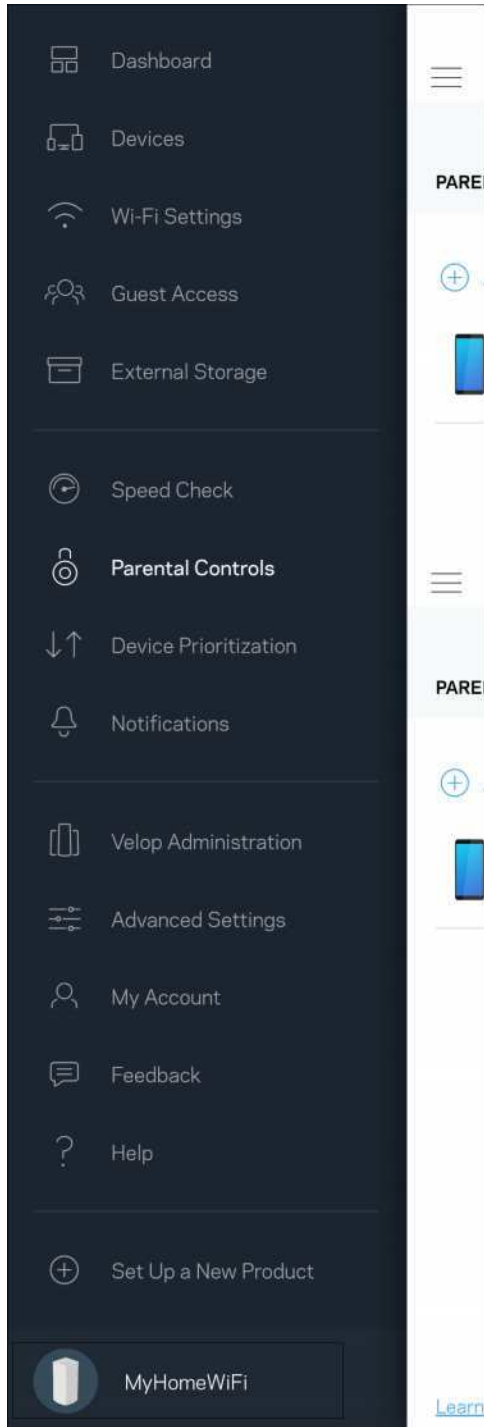 Dashboard
Devices
Wi-Fi Settings
Guest Access
External Storage
Speed Check
Parental Controls
Device Prioritization
Notifications
Velop Administration
Advanced Settings
My Account
Feedback
Help
Set Up a New Product
MyHomeWiFi
PARE
PARE
Learn